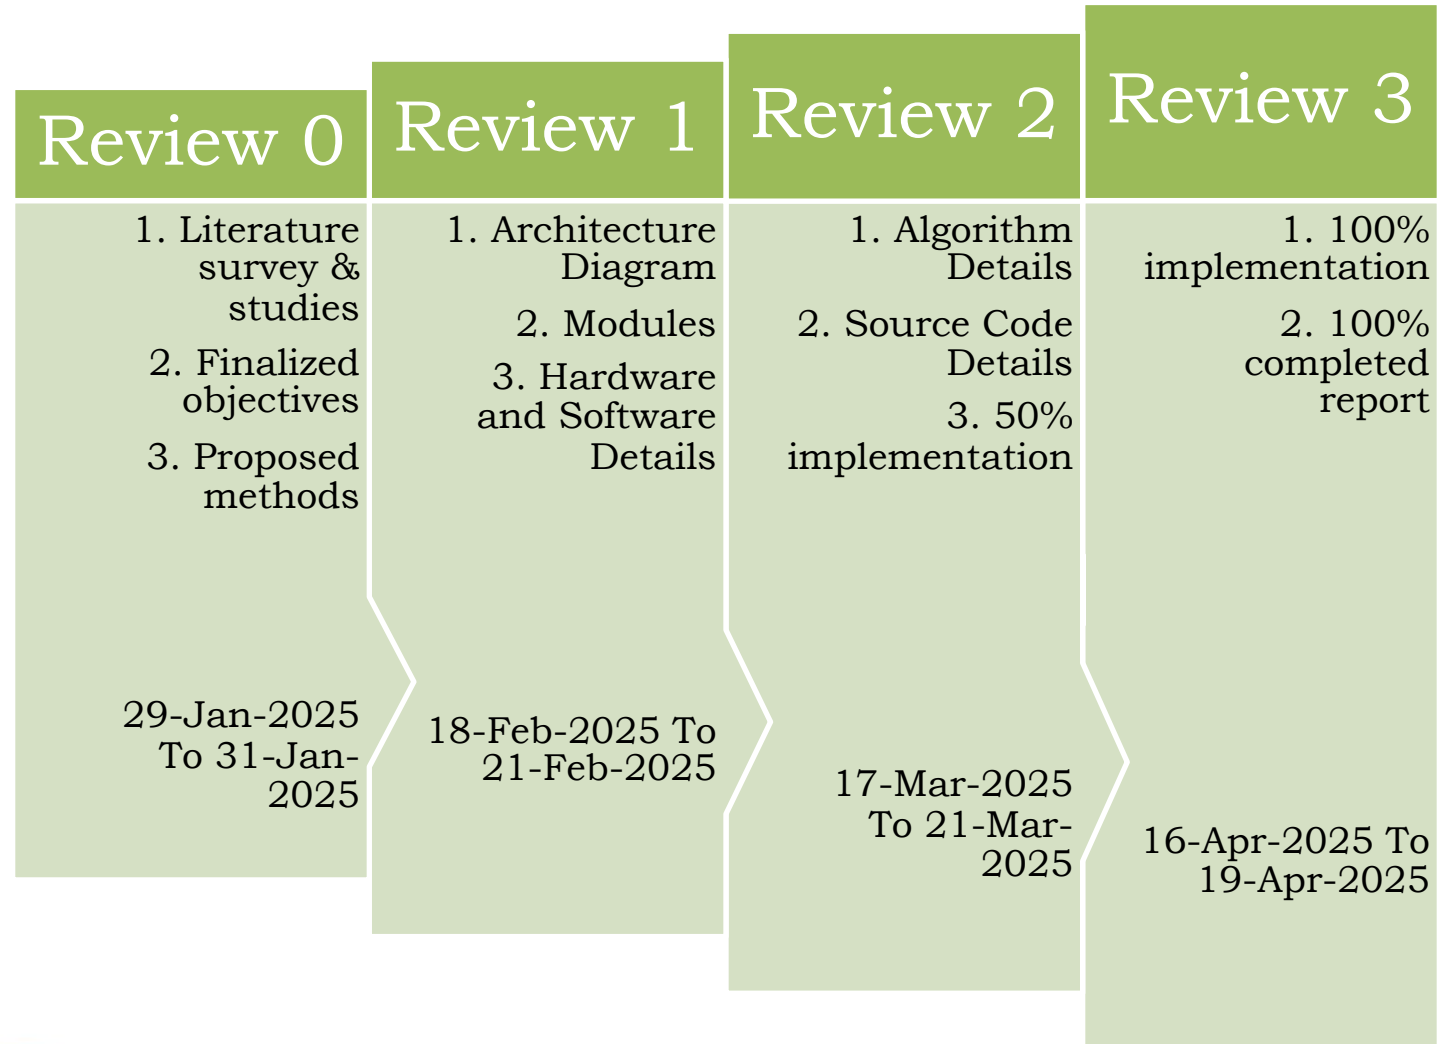 Review 0
1. Literature
survey &
studies
2. Finalized
objectives
3. Proposed
methods
29-Jan-2025
To 31-Jan-
2025
Review 1
1. Architecture
Diagram
2. Modules
3. Hardware
and Software
Details
18-Feb-2025 To
21-Feb-2025
Review 2
1. Algorithm
Details
2. Source Code
Details
3. 50%
implementation
17-Mar-2025
To 21-Mar-
2025
Review 3
1. 100%
implementation
2. 100%
completed
report
16-Apr-2025 To
19-Apr-2025